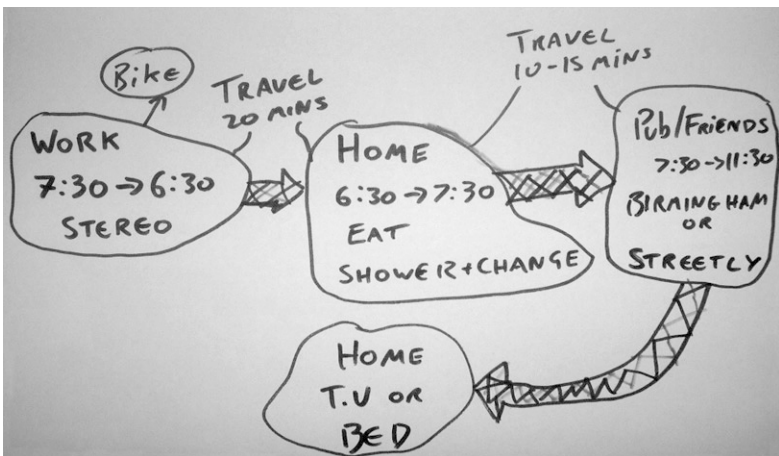 Bike
TRAVEL
20 MINS
WORK
7:30 → 6:30
STEREO
HOME
6:30 → 7:30
EAT
SHOWER + CHANGE
TRAVEL
10-15 MINS
Pub/FRIENDS
7:30 → 11:30
BIRMINGHAM
OR
STREETLY
HOME
T.V OR
BED